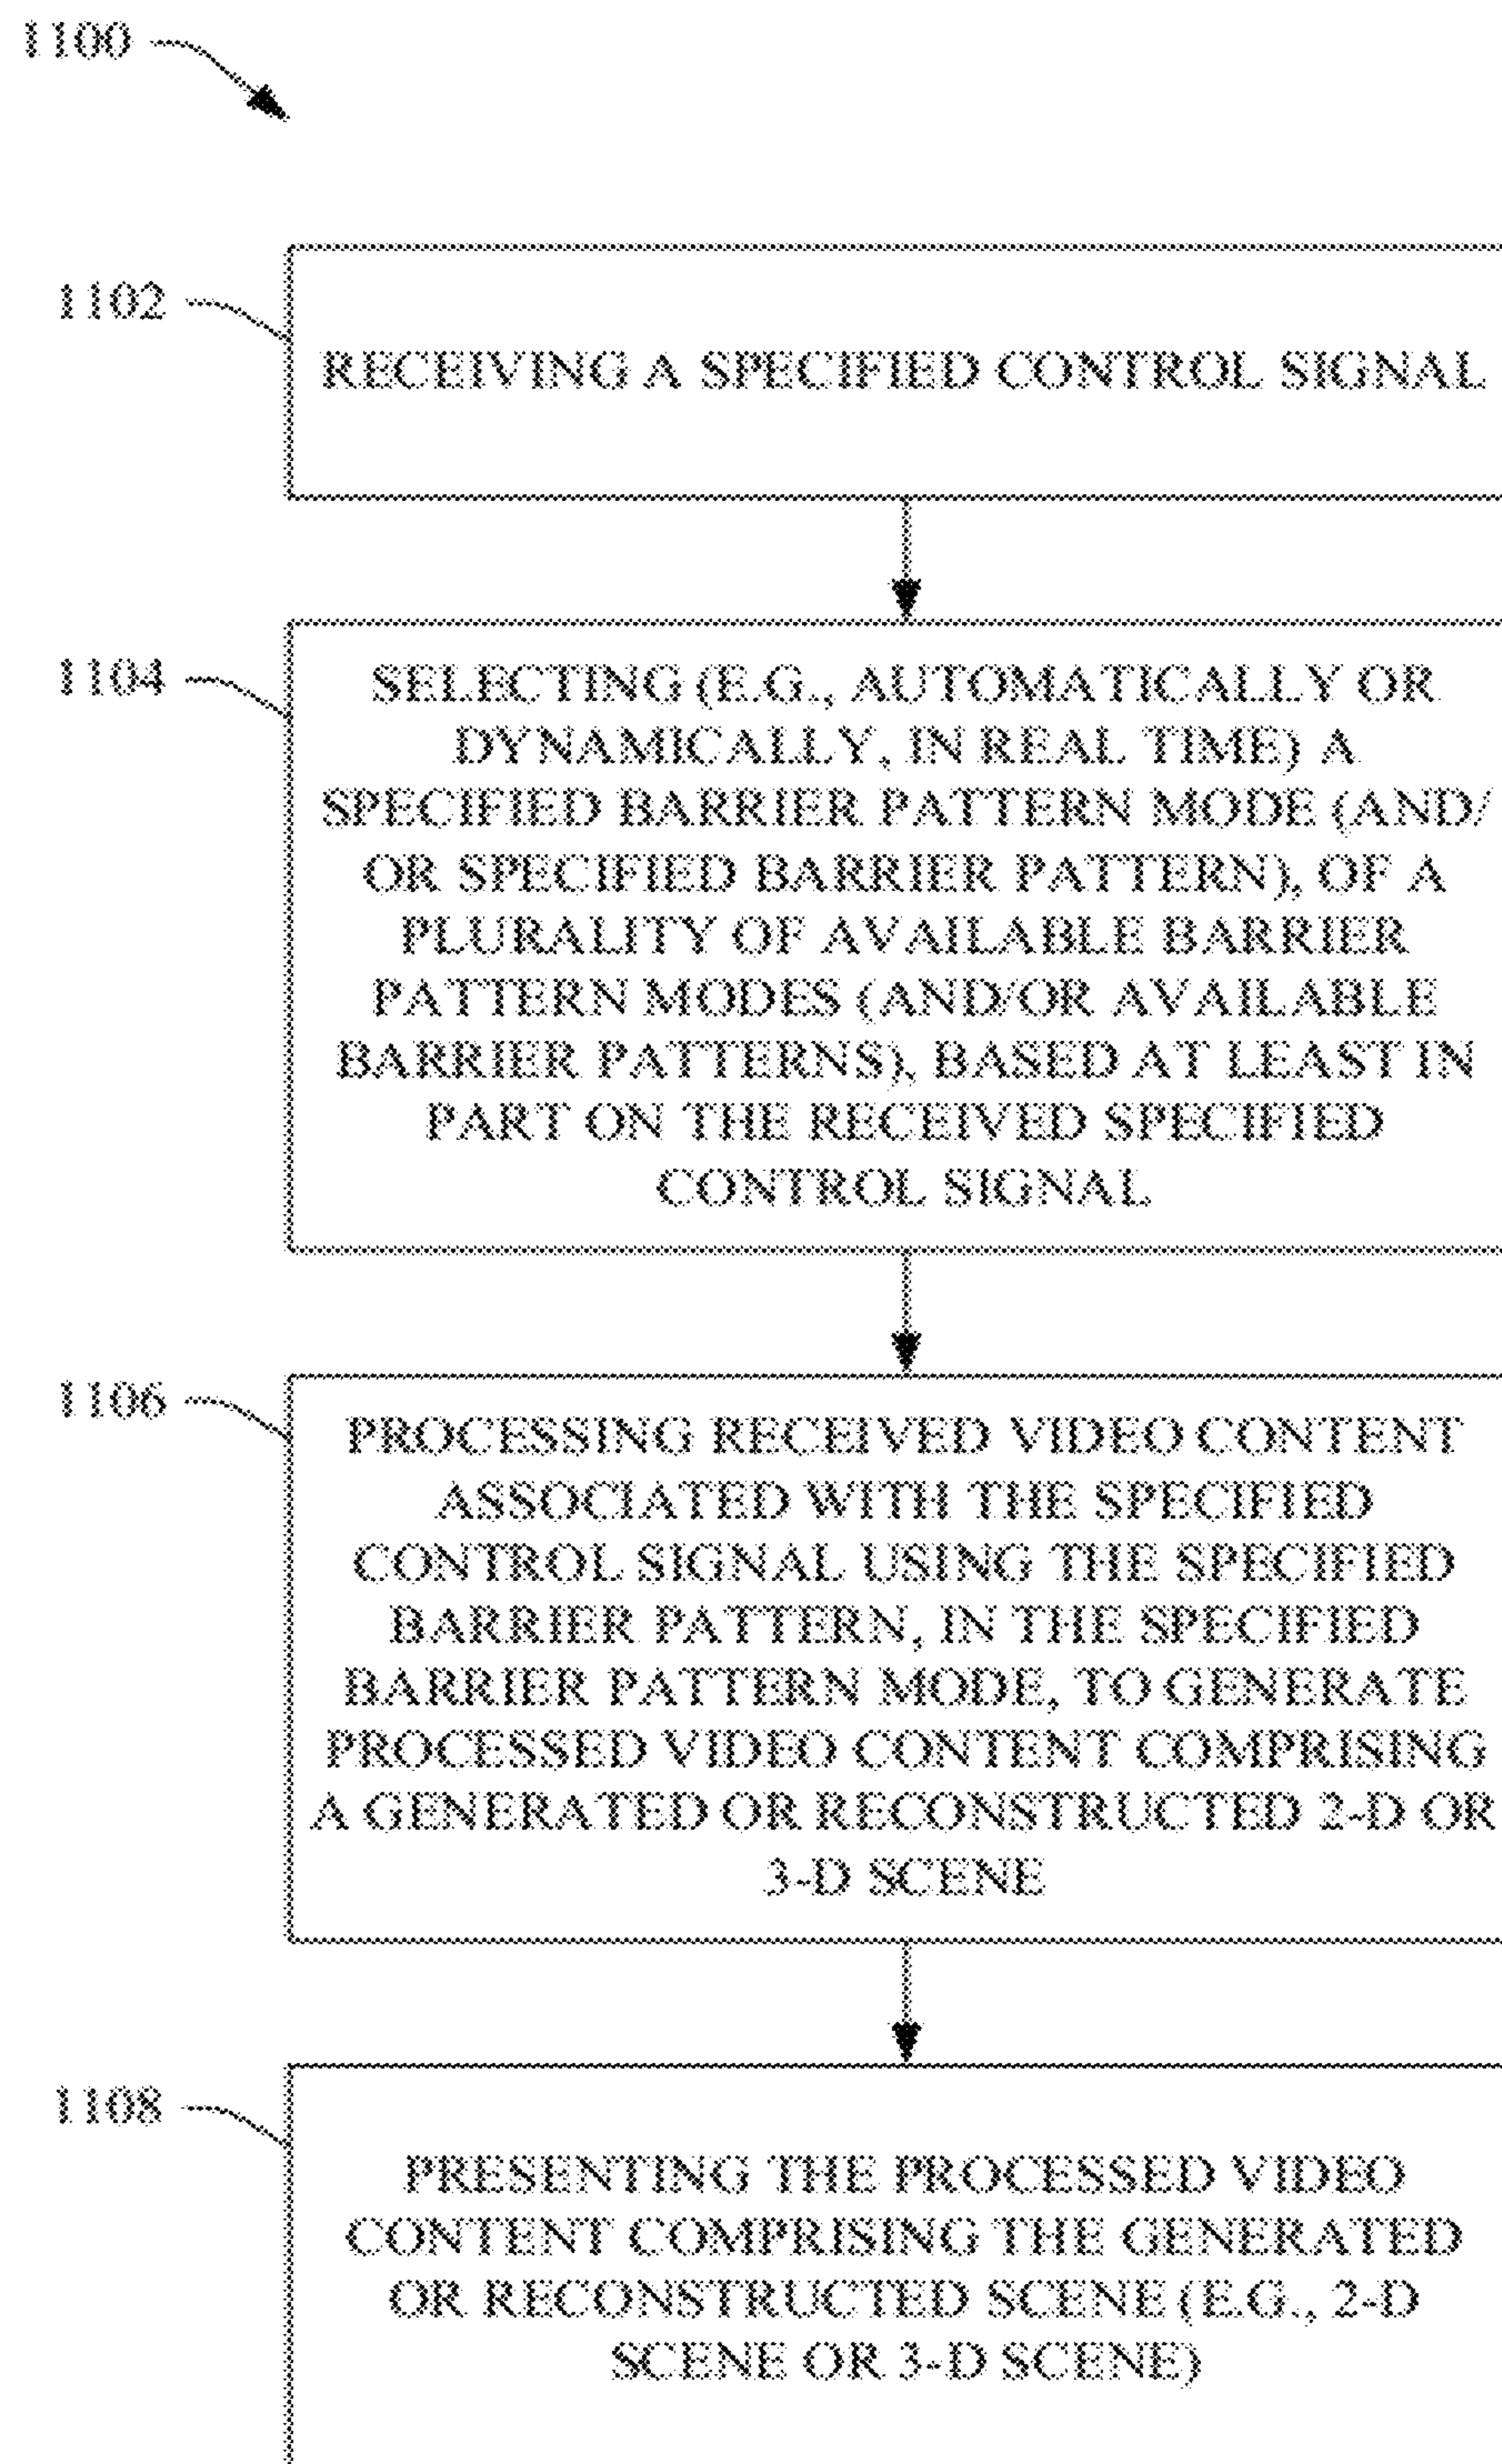 1100
1102
RECEIVING A SPECIFIED CONTROL SIGNAL
1104
SELECTING (E.G., AUTOMATICALLY OR
DYNAMICALLY, IN REAL TIME) A
SPECIFIED BARRIER PATTERN MODE (AND/
OR SPECIFIED BARRIER PATTERN), OF A
PLURALITY OF AVAILABLE BARRIER
PATTERN MODES (AND/OR AVAILABLE
BARRIER PATTERNS), BASED AT LEAST IN
PART ON THE RECEIVED SPECIFIED
CONTROL SIGNAL
1106
PROCESSING RECEIVED VIDEO CONTENT
ASSOCIATED WITH THE SPECIFIED
CONTROL SIGNAL USING THE SPECIFIED
BARRIER PATTERN, IN THE SPECIFIED
BARRIER PATTERN MODE, TO GENERATE
PROCESSED VIDEO CONTENT COMPRISING
A GENERATED OR RECONSTRUCTED 2-D OR
3-D SCENE
1108
PRESENTING THE PROCESSED VIDEO
CONTENT COMPRISING THE GENERATED
OR RECONSTRUCTED SCENE (E.G., 2-D
SCENE OR 3-D SCENE)